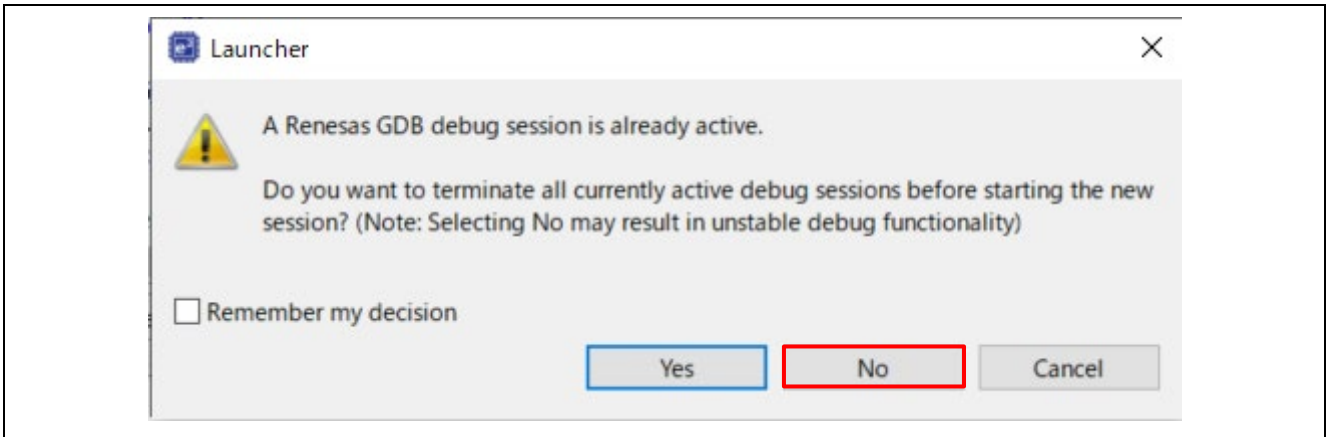 Launcher
A Renesas GDB debug session is already active.
Do you want to terminate all currently active debug sessions before starting the new
session? (Note: Selecting No may result in unstable debug functionality)
Remember my decision
Yes No Cancel